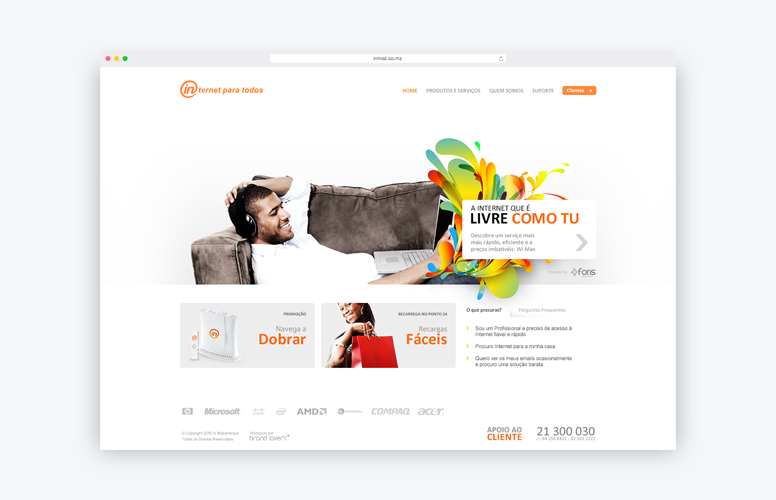 inmoz.co.mz
internet para todos
HOME PRODUTOS E SERVIÇOS QUEM SOMOS SUPORTE Clientes
A INTERNET QUE É
LIVRE COMO TU
Descobre um serviço mais
mais rápido, eficiente e a
preços imbatíveis: Wi Max
Powered by foris
PROMOÇÃO
Navega a
Dobrar
RECARREGA NO PONTO 24
Recargas
Fáceis
O que procuras? Perguntas Frequentes
Sou um Profissional e preciso de acesso à
Internet fiável e rápido
Procuro Internet para a minha casa
Quero ver os meus emails ocasionalmente
e procuro uma solução barata
hp Microsoft cisco intel AMD COMPAQ acer
© Copyright 2010 In Moçambique
Todos os Direitos Reservados
Produzido por
brand lovers
APOIO AO
CLIENTE
21 300 030